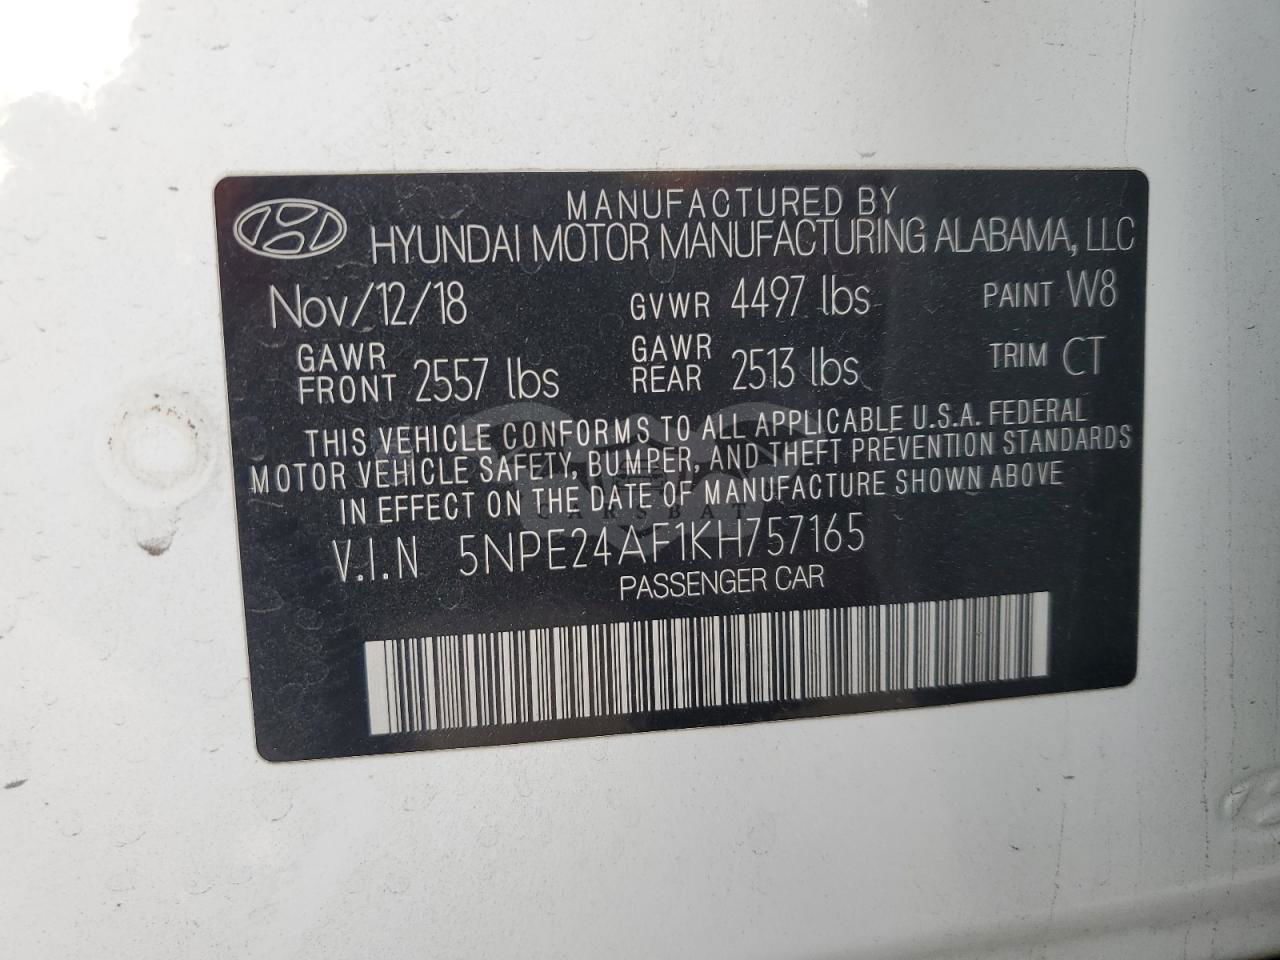 MANUFACTURED BY
HYUNDAI MOTOR MANUFACTURING ALABAMA, LLC
Nov/12/18 GVWR 4497 lbs PAINT W8
GAWR FRONT 2557 lbs GAWR REAR 2513 lbs TRIM CT
THIS VEHICLE CONFORMS TO ALL APPLICABLE U.S.A. FEDERAL
MOTOR VEHICLE SAFETY, BUMPER, AND THEFT PREVENTION STANDARDS
IN EFFECT ON THE DATE OF MANUFACTURE SHOWN ABOVE
CARSBAT
V.I.N 5NPE24AF1KH757165
PASSENGER CAR